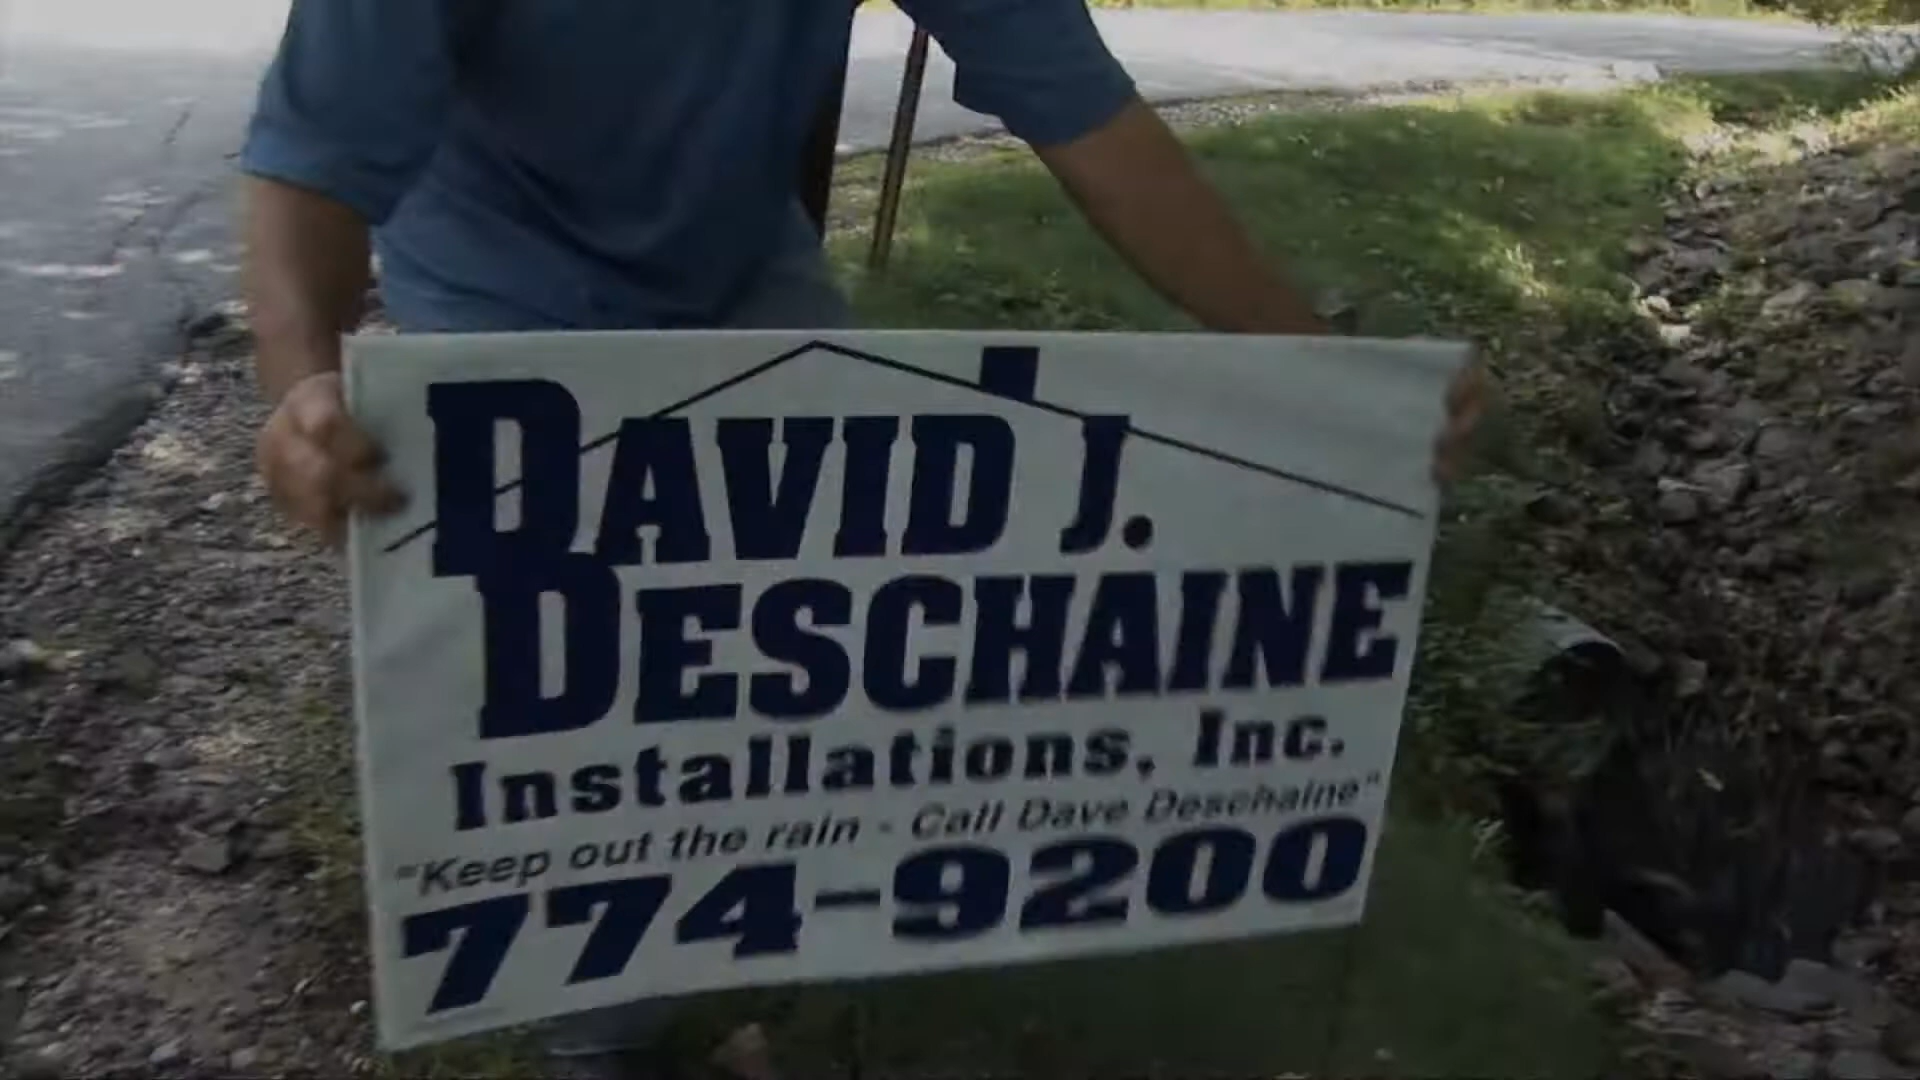 DAVID J.
DESCHAINE
Installations, Inc.
"Keep out the rain - Call Dave Deschaine"
774-9200